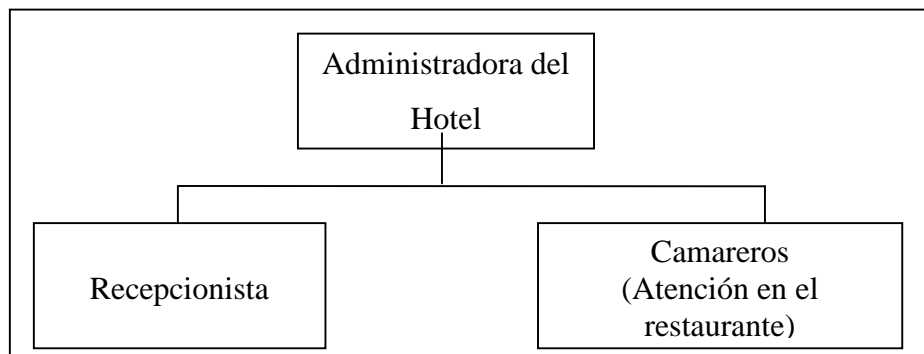 Administradora del
Hotel
Recepcionista
Camareros
(Atención en el
restaurante)